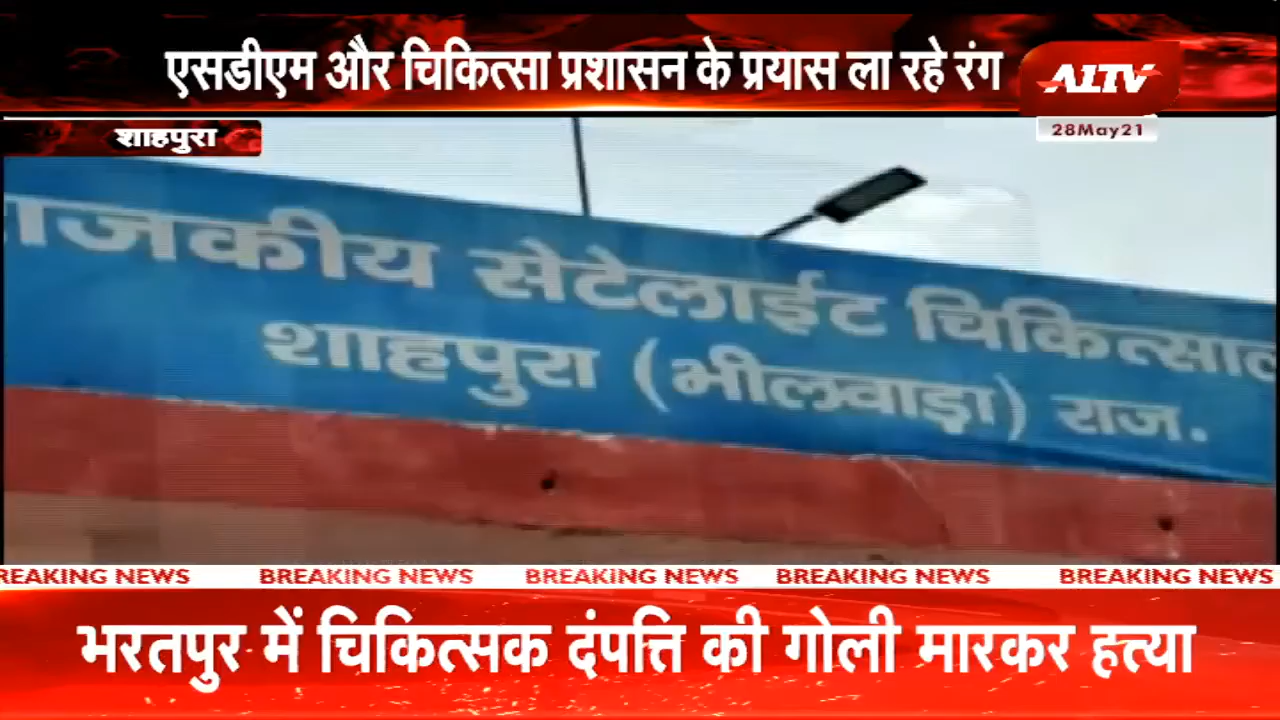 एसडीएम और चिकित्सा प्रशासन के प्रयास ला रहे रंग
ALTV
28May21
शाहपुरा
राजकीय सेटेलाईट चिकित्साल
शाहपुरा (भीलवाड़ा) राज.
REAKING NEWS BREAKING NEWS BREAKING NEWS BREAKING NEWS BREAKING NEWS
भरतपुर में चिकित्सक दंपत्ति की गोली मारकर हत्या